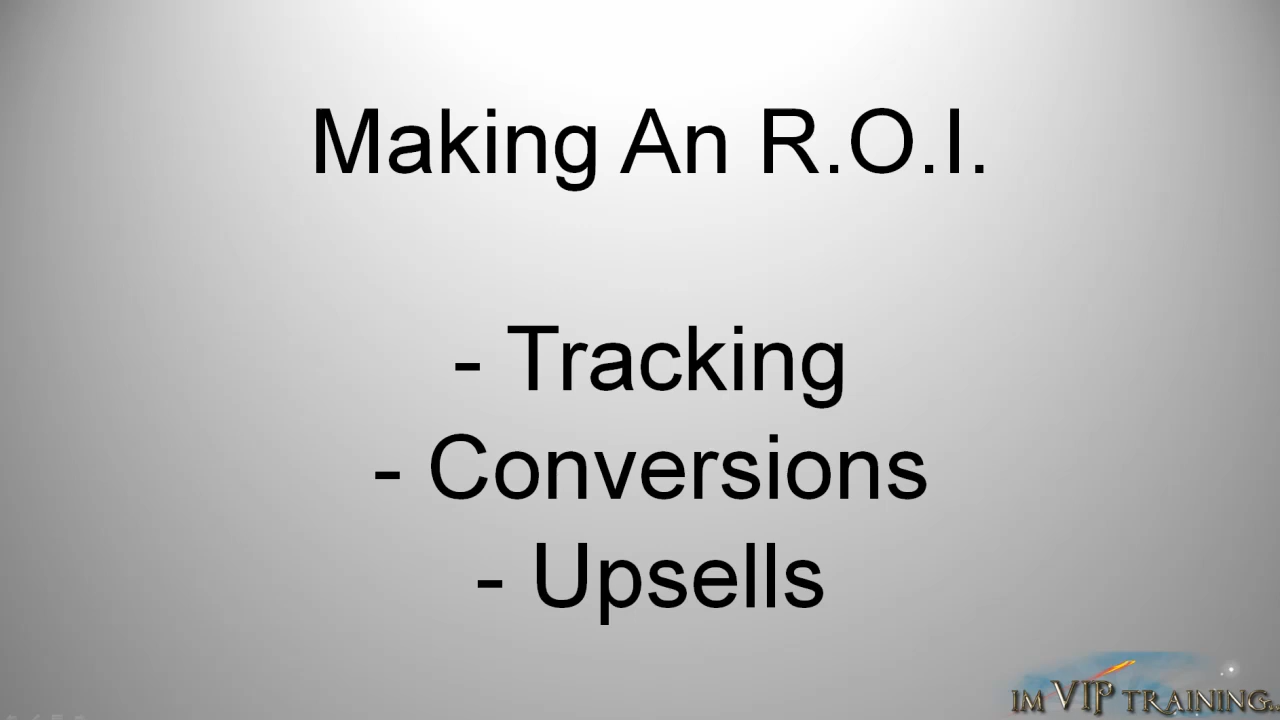 Making An R.O.I.
- Tracking
- Conversions
- Upsells
IM VIP TRAINING..